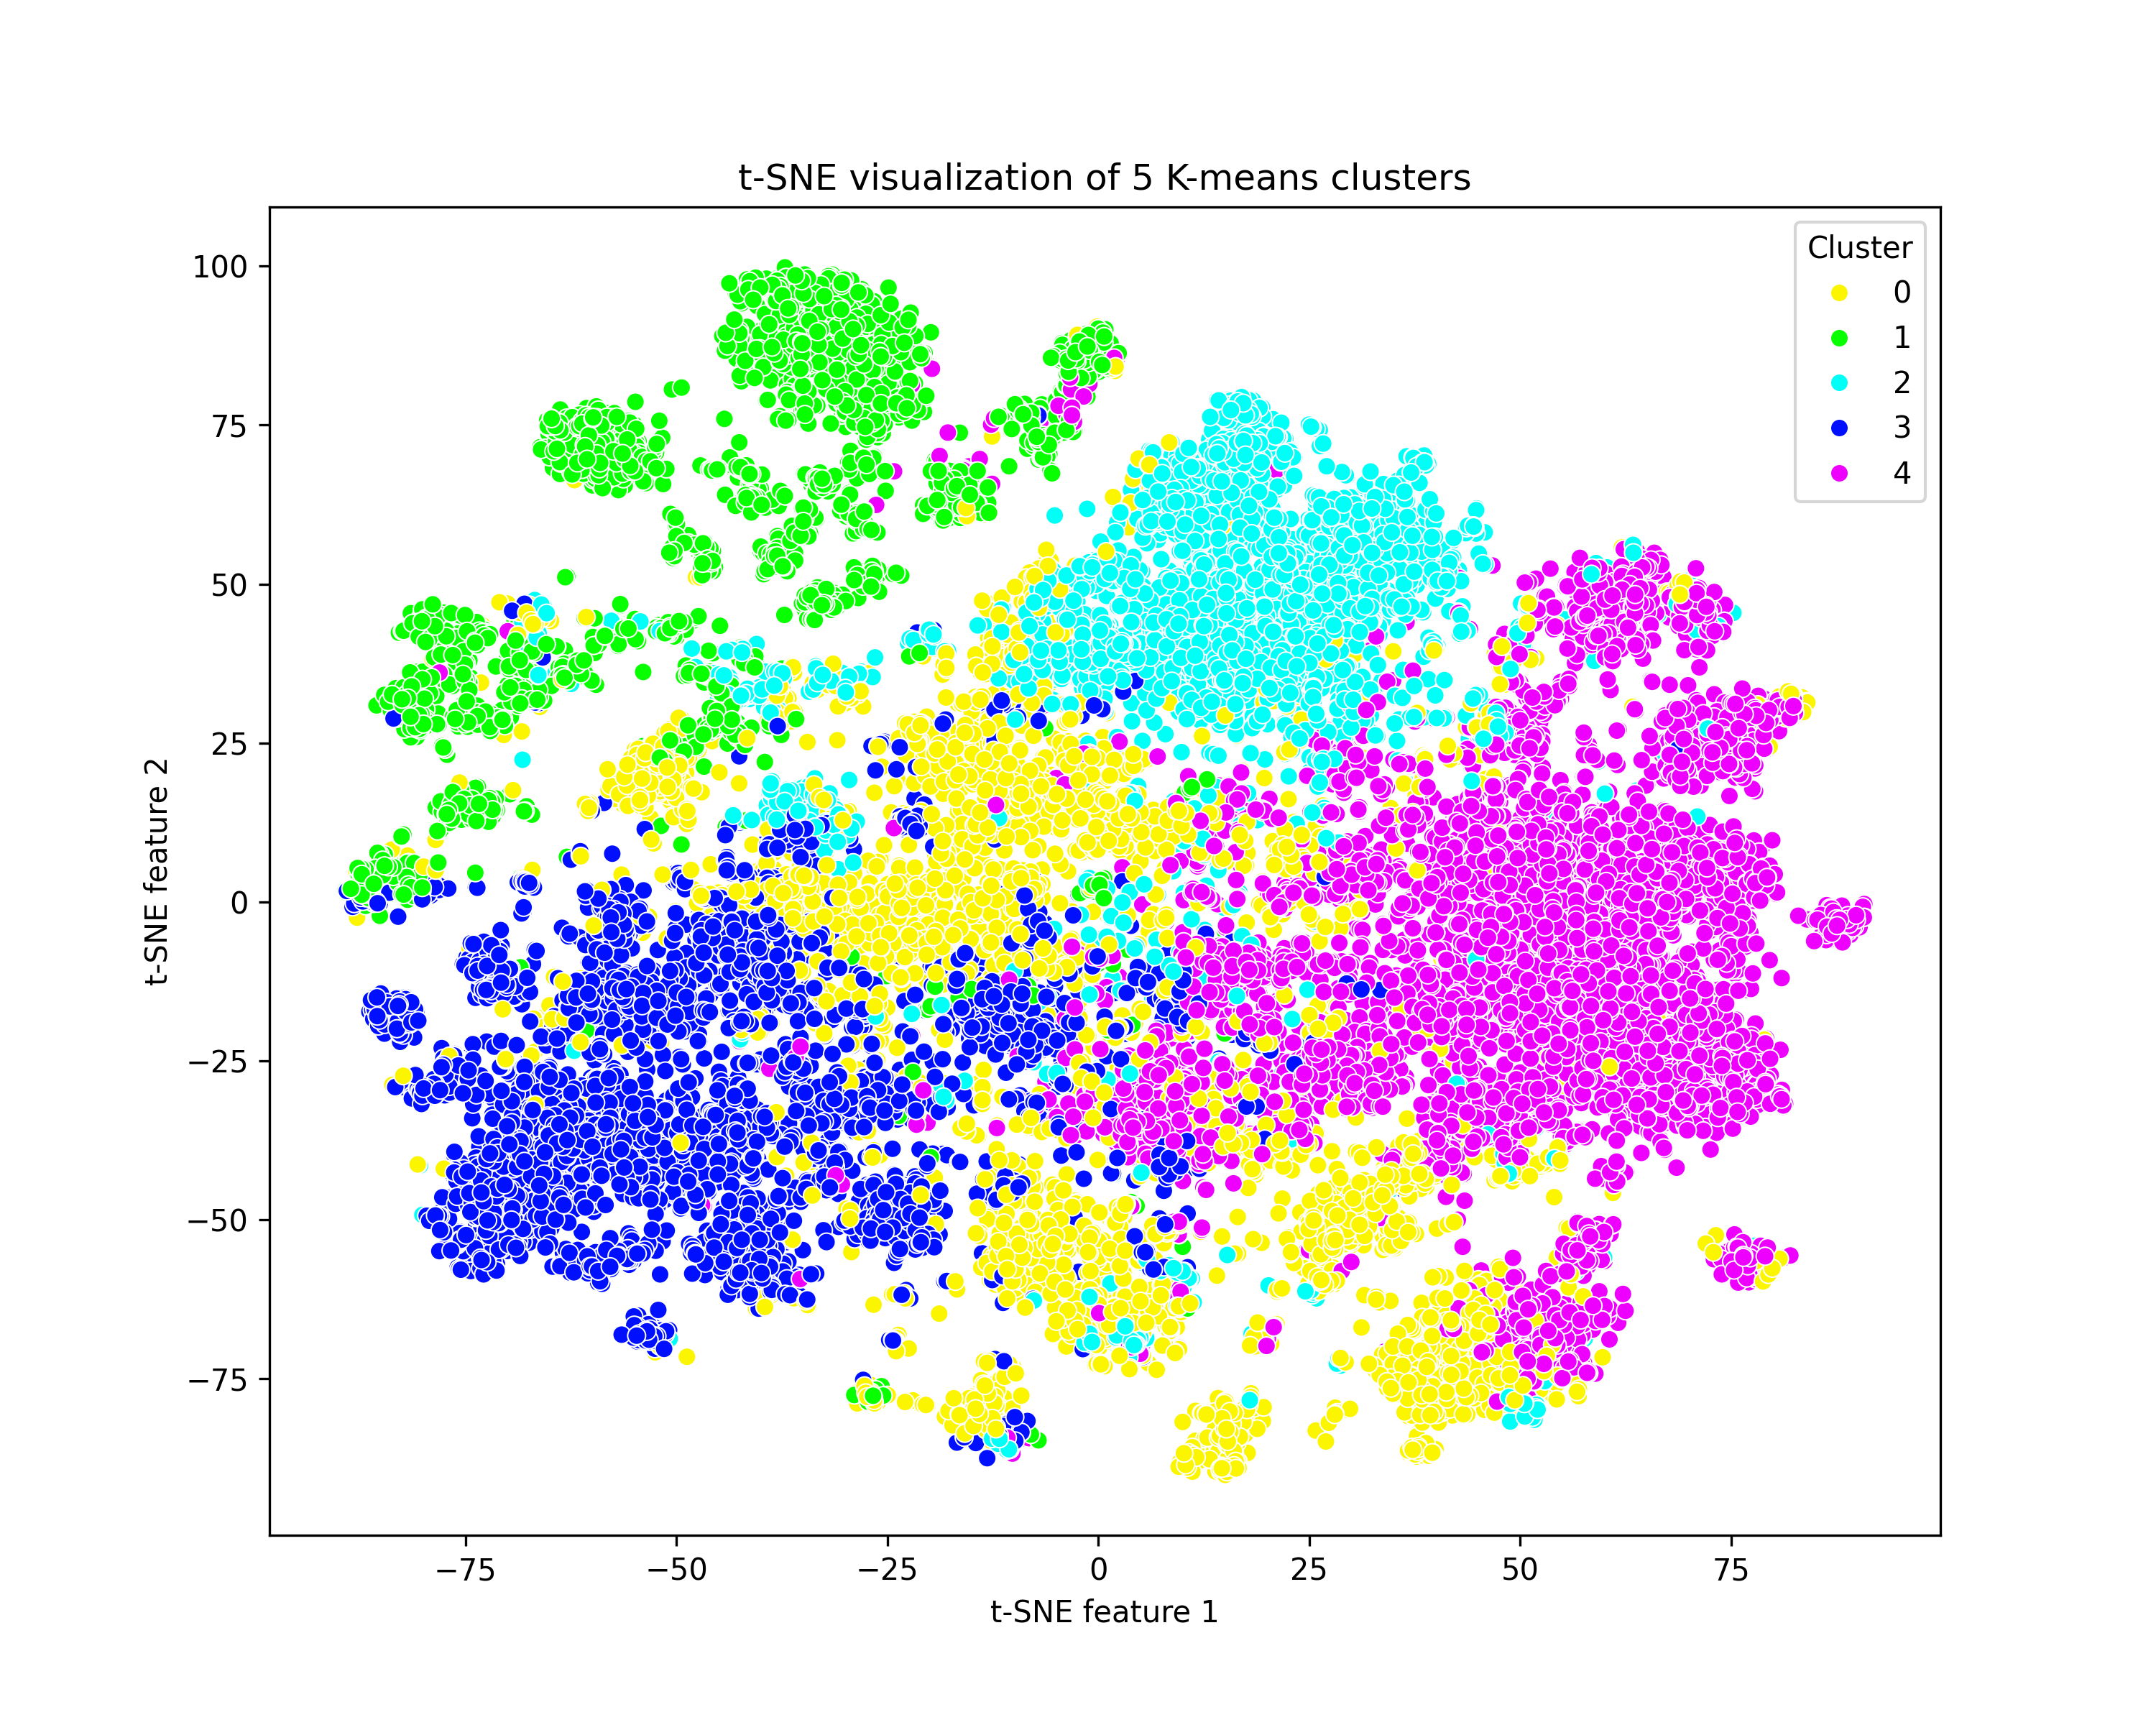 t-SNE visualization of 5 K-means clusters
Cluster
0
1
2
3
4
100
75
50
25
0
−25
−50
−75
t-SNE feature 2
−75 −50 −25 0 25 50 75
t-SNE feature 1